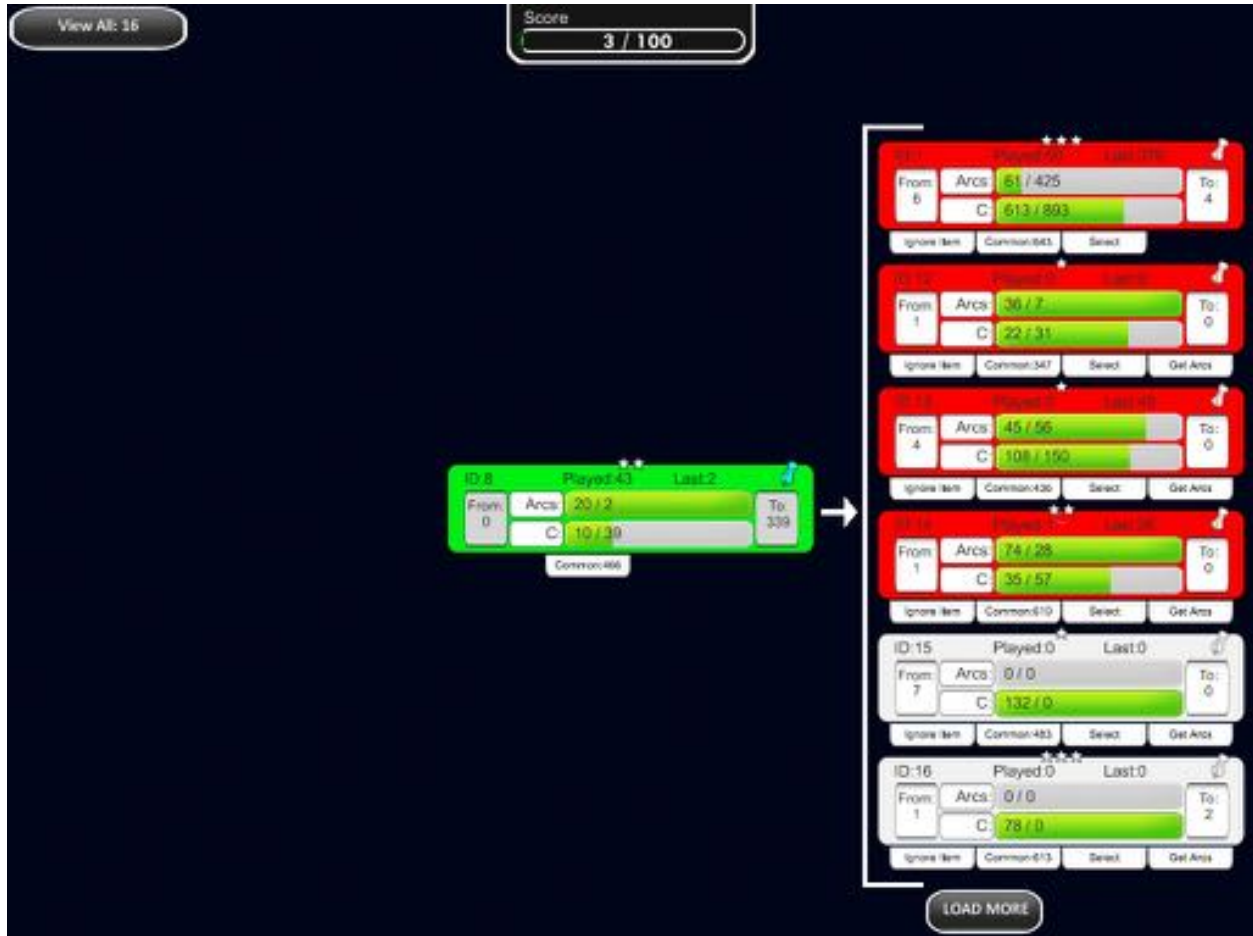 View All: 16
Score
3 / 100
ID:8 Played:43 Last:2
From: 0
Arcs: 20 / 2
C: 10 / 39
To: 339
Common:466
From: 6
Arcs: 61 / 425
C: 613 / 893
To: 4
Ignore Item Common:643 Select
From: 1
Arcs: 36 / 7
C: 22 / 31
To: 0
Ignore Item Common:347 Select Get Arcs
From: 4
Arcs: 45 / 56
C: 108 / 150
To: 0
Ignore Item Common:436 Select Get Arcs
From: 1
Arcs: 74 / 28
C: 35 / 57
To: 0
Ignore Item Common:610 Select Get Arcs
ID:15 Played:0 Last:0
From: 7
Arcs: 0 / 0
C: 132 / 0
To: 0
Ignore Item Common:483 Select Get Arcs
ID:16 Played:0 Last:0
From: 1
Arcs: 0 / 0
C: 78 / 0
To: 2
Ignore Item Common:613 Select Get Arcs
LOAD MORE